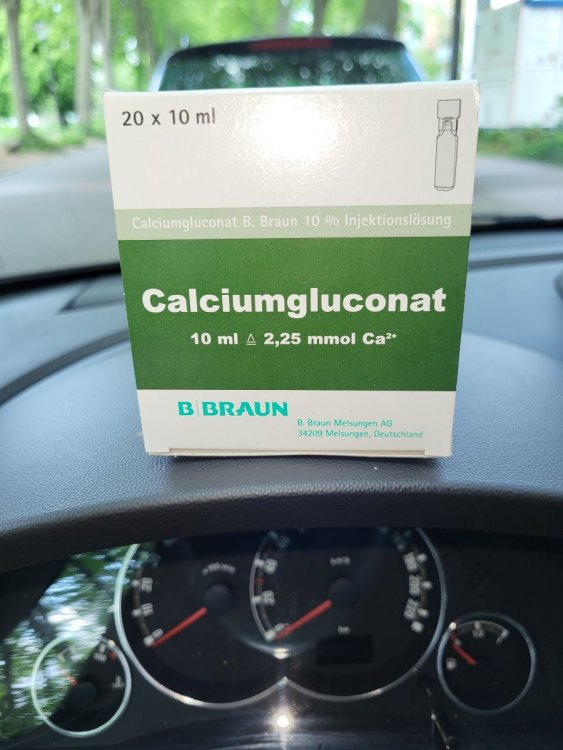 20 x 10 ml
Calciumgluconat B. Braun 10 % Injektionslösung
Calciumgluconat
10 ml ≙ 2,25 mmol Ca²⁺
B|BRAUN
B. Braun Melsungen AG
34209 Melsungen, Deutschland